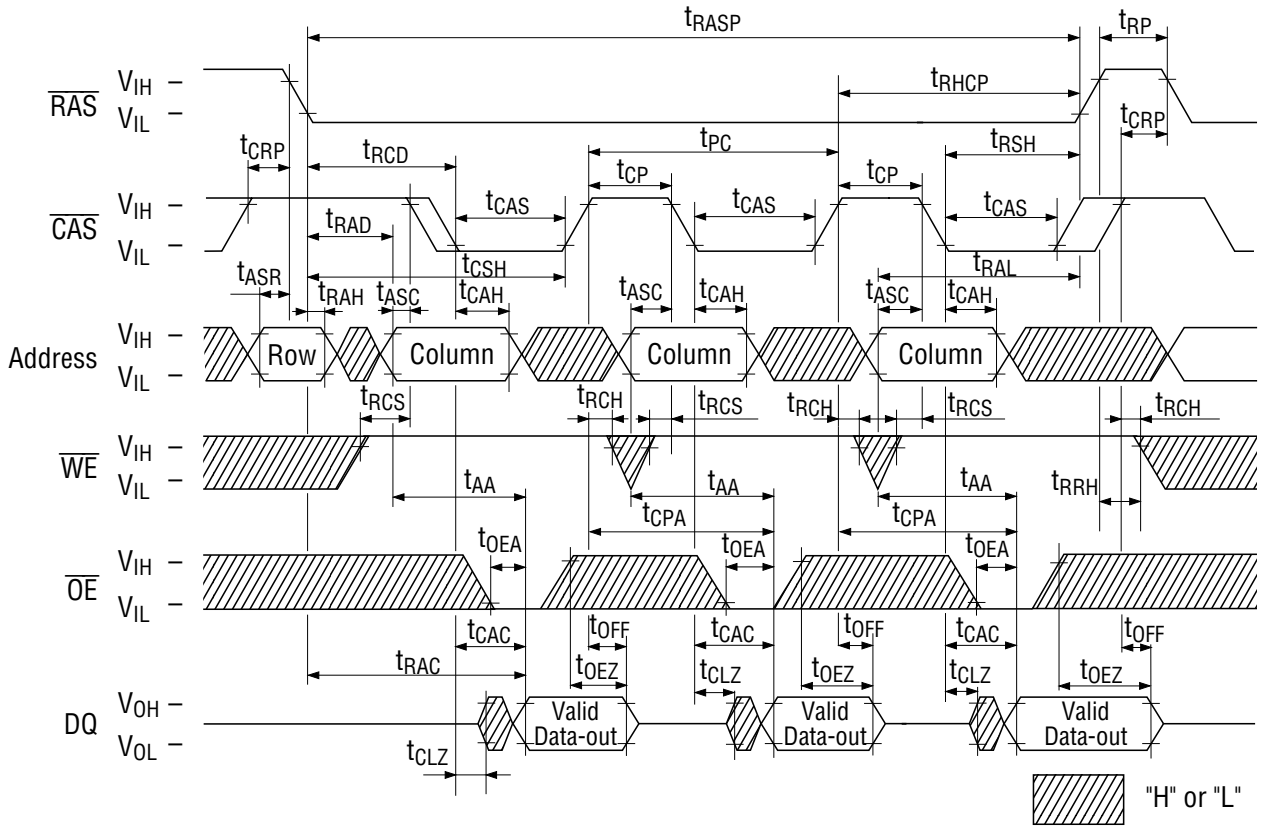 tRASP
tRP
VIH
RAS
VIL
tRHCP
tCRP
tCRP
tRCD
tPC
tRSH
tCP
tCP
VIH
CAS
VIL
tCAS
tCAS
tCAS
tRAD
tCSH
tRAL
tASR
tRAH
tASC
tCAH
tASC
tCAH
tASC
tCAH
VIH
Address
VIL
Row
Column
Column
Column
tRCS
tRCH
tRCS
tRCH
tRCS
tRCH
VIH
WE
VIL
tAA
tAA
tAA
tRRH
tCPA
tCPA
VIH
OE
VIL
tOEA
tOEA
tOEA
tCAC
tOFF
tCAC
tOFF
tCAC
tOFF
tRAC
tOEZ
tCLZ
tOEZ
tCLZ
tOEZ
VOH
DQ
VOL
Valid
Data-out
Valid
Data-out
Valid
Data-out
tCLZ
"H" or "L"